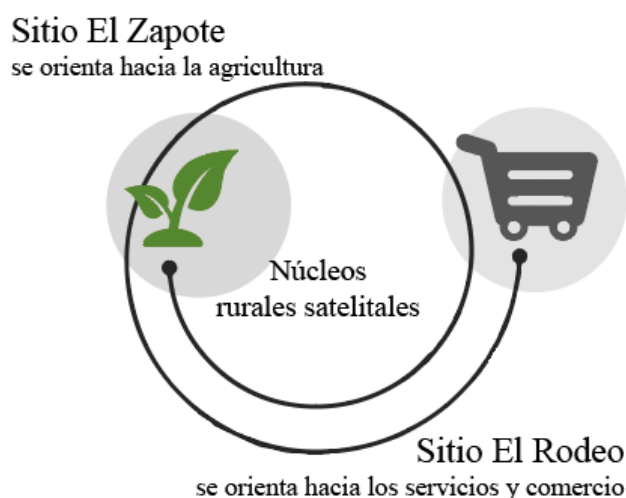 Sitio El Zapote
se orienta hacia la agricultura
Núcleos
rurales satelitales
Sitio El Rodeo
se orienta hacia los servicios y comercio